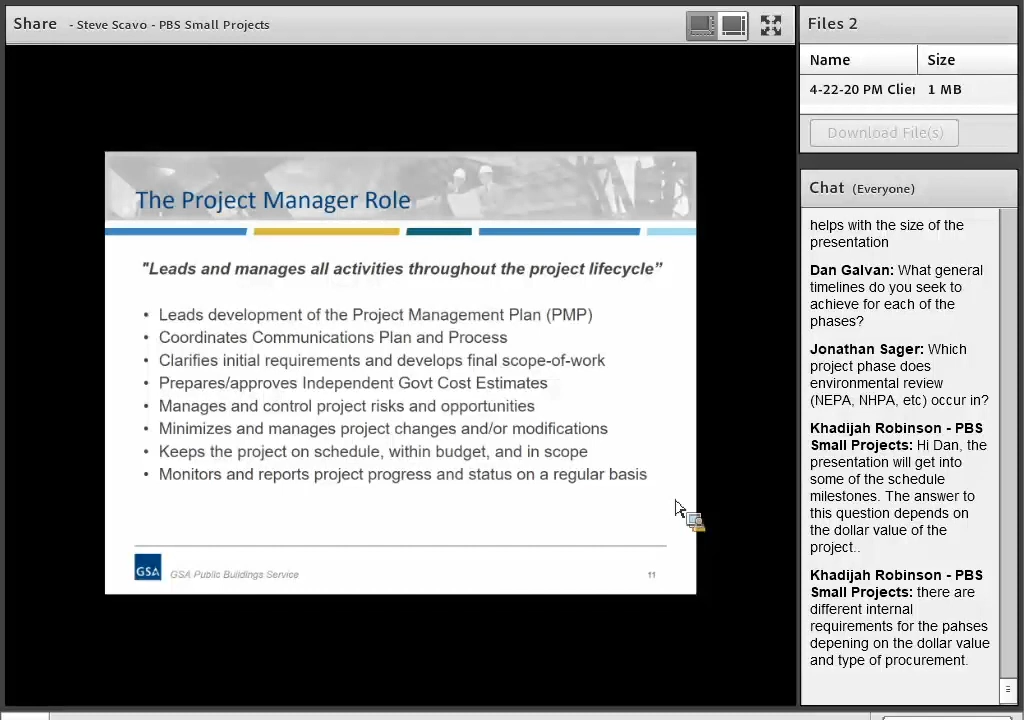 Share - Steve Scavo - PBS Small Projects
The Project Manager Role
"Leads and manages all activities throughout the project lifecycle”
• Leads development of the Project Management Plan (PMP)
• Coordinates Communications Plan and Process
• Clarifies initial requirements and develops final scope-of-work
• Prepares/approves Independent Govt Cost Estimates
• Manages and control project risks and opportunities
• Minimizes and manages project changes and/or modifications
• Keeps the project on schedule, within budget, and in scope
• Monitors and reports project progress and status on a regular basis
GSA
GSA Public Buildings Service
11
Files 2
Name Size
4-22-20 PM Clie 1 MB
Download File(s)
Chat (Everyone)
helps with the size of the
presentation
Dan Galvan: What general
timelines do you seek to
achieve for each of the
phases?
Jonathan Sager: Which
project phase does
environmental review
(NEPA, NHPA, etc) occur in?
Khadijah Robinson - PBS
Small Projects: Hi Dan, the
presentation will get into
some of the schedule
milestones. The answer to
this question depends on
the dollar value of the
project..
Khadijah Robinson - PBS
Small Projects: there are
different internal
requirements for the pahses
depening on the dollar value
and type of procurement.